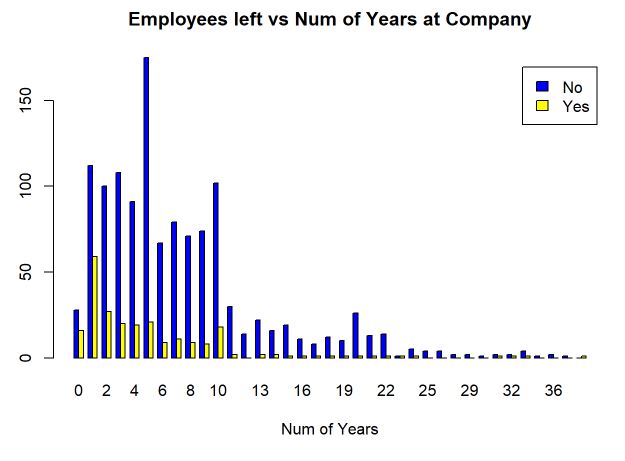 Employees left vs Num of Years at Company
No
Yes
150
100
50
0
0 2 4 6 8 10 13 16 19 22 25 29 32 36
Num of Years